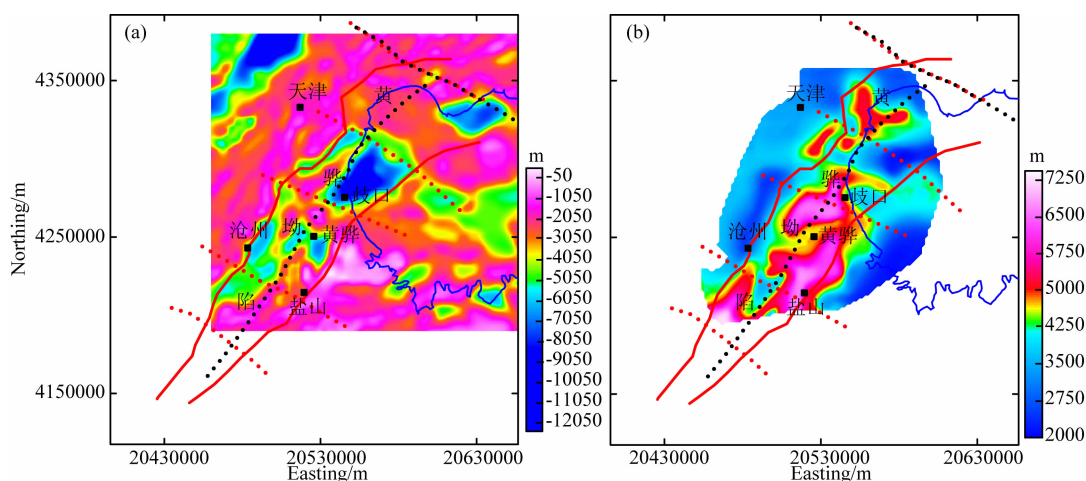 (a)
(b)
天津
黄
骅
歧口
沧州
坳
黄骅
陷
盐山
Northing/m
4350000
4250000
4150000
20430000
20530000
20630000
Easting/m
m
-50
-1050
-2050
-3050
-4050
-5050
-6050
-7050
-8050
-9050
-10050
-11050
-12050
天津
黄
骅
歧口
沧州
坳
黄骅
陷
盐山
20430000
20530000
20630000
Easting/m
m
7250
6500
5750
5000
4250
3500
2750
2000